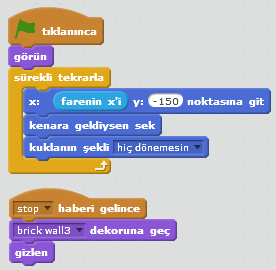 tıklanınca
görün
sürekli tekrarla
x: farenin x'i y: -150 noktasına git
kenara geldiysen sek
kuklanın şekli hiç dönemesin
stop haberi gelince
brick wall3 dekoruna geç
gizlen